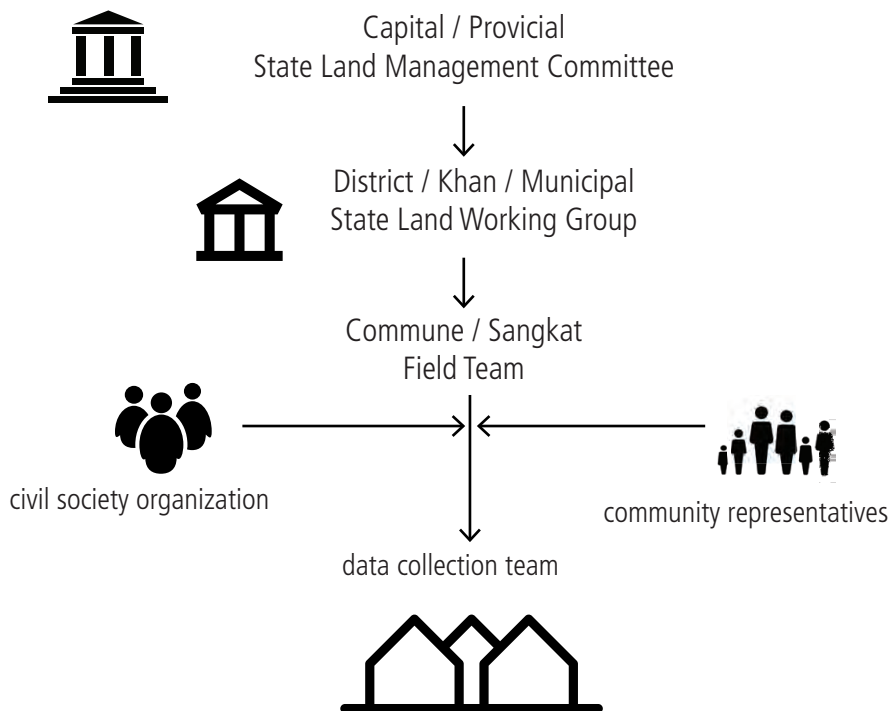 Capital / Provicial
State Land Management Committee
District / Khan / Municipal
State Land Working Group
Commune / Sangkat
Field Team
civil society organization
community representatives
data collection team